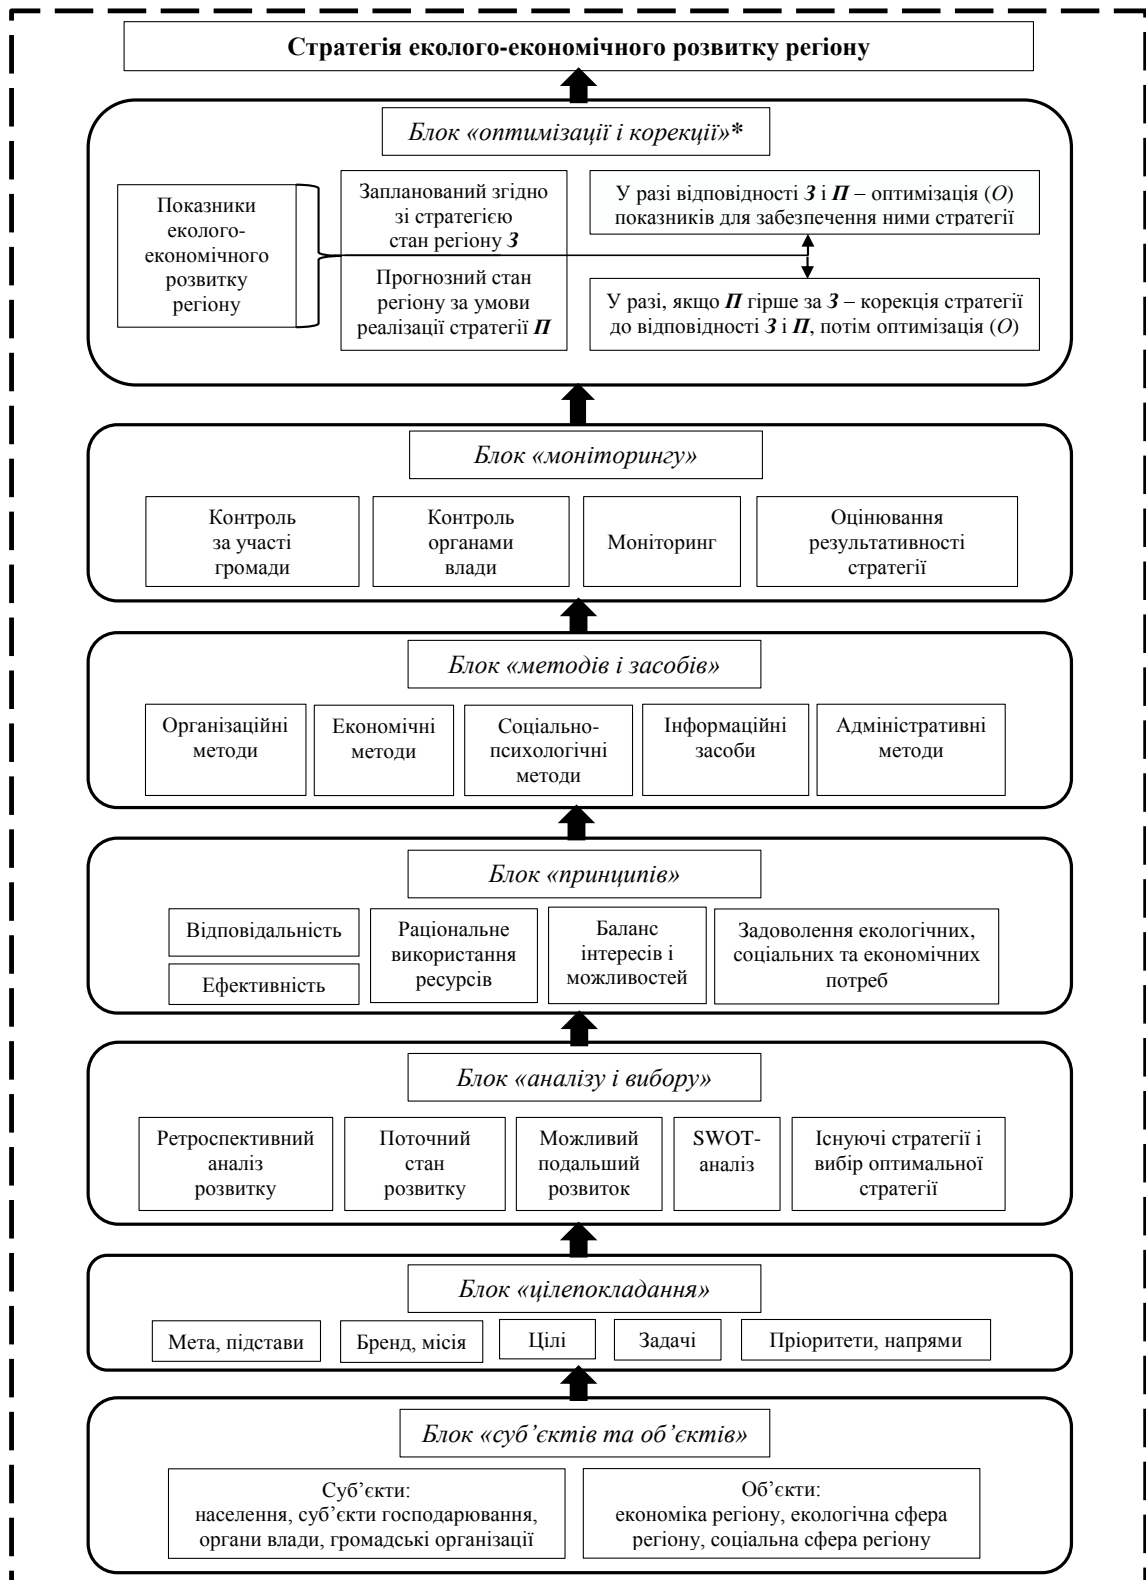 Стратегія еколого-економічного розвитку регіону
Блок «оптимізації і корекції»*
Показники
еколого-
економічного
розвитку
регіону
Запланований згідно
зі стратегією
стан регіону З
Прогнозний стан
регіону за умови
реалізації стратегії П
У разі відповідності З і П – оптимізація (О)
показників для забезпечення ними стратегії
У разі, якщо П гірше за З – корекція стратегії
до відповідності З і П, потім оптимізація (О)
Блок «моніторингу»
Контроль
за участі
громади
Контроль
органами
влади
Моніторинг
Оцінювання
результативності
стратегії
Блок «методів і засобів»
Організаційні
методи
Економічні
методи
Соціально-
психологічні
методи
Інформаційні
засоби
Адміністративні
методи
Блок «принципів»
Відповідальність
Ефективність
Раціональне
використання
ресурсів
Баланс
інтересів і
можливостей
Задоволення екологічних,
соціальних та економічних
потреб
Блок «аналізу і вибору»
Ретроспективний
аналіз
розвитку
Поточний
стан
розвитку
Можливий
подальший
розвиток
SWOT-
аналіз
Існуючі стратегії і
вибір оптимальної
стратегії
Блок «цілепокладання»
Мета, підстави
Бренд, місія
Цілі
Задачі
Пріоритети, напрями
Блок «суб’єктів та об’єктів»
Суб’єкти:
населення, суб’єкти господарювання,
органи влади, громадські організації
Об’єкти:
економіка регіону, екологічна сфера
регіону, соціальна сфера регіону